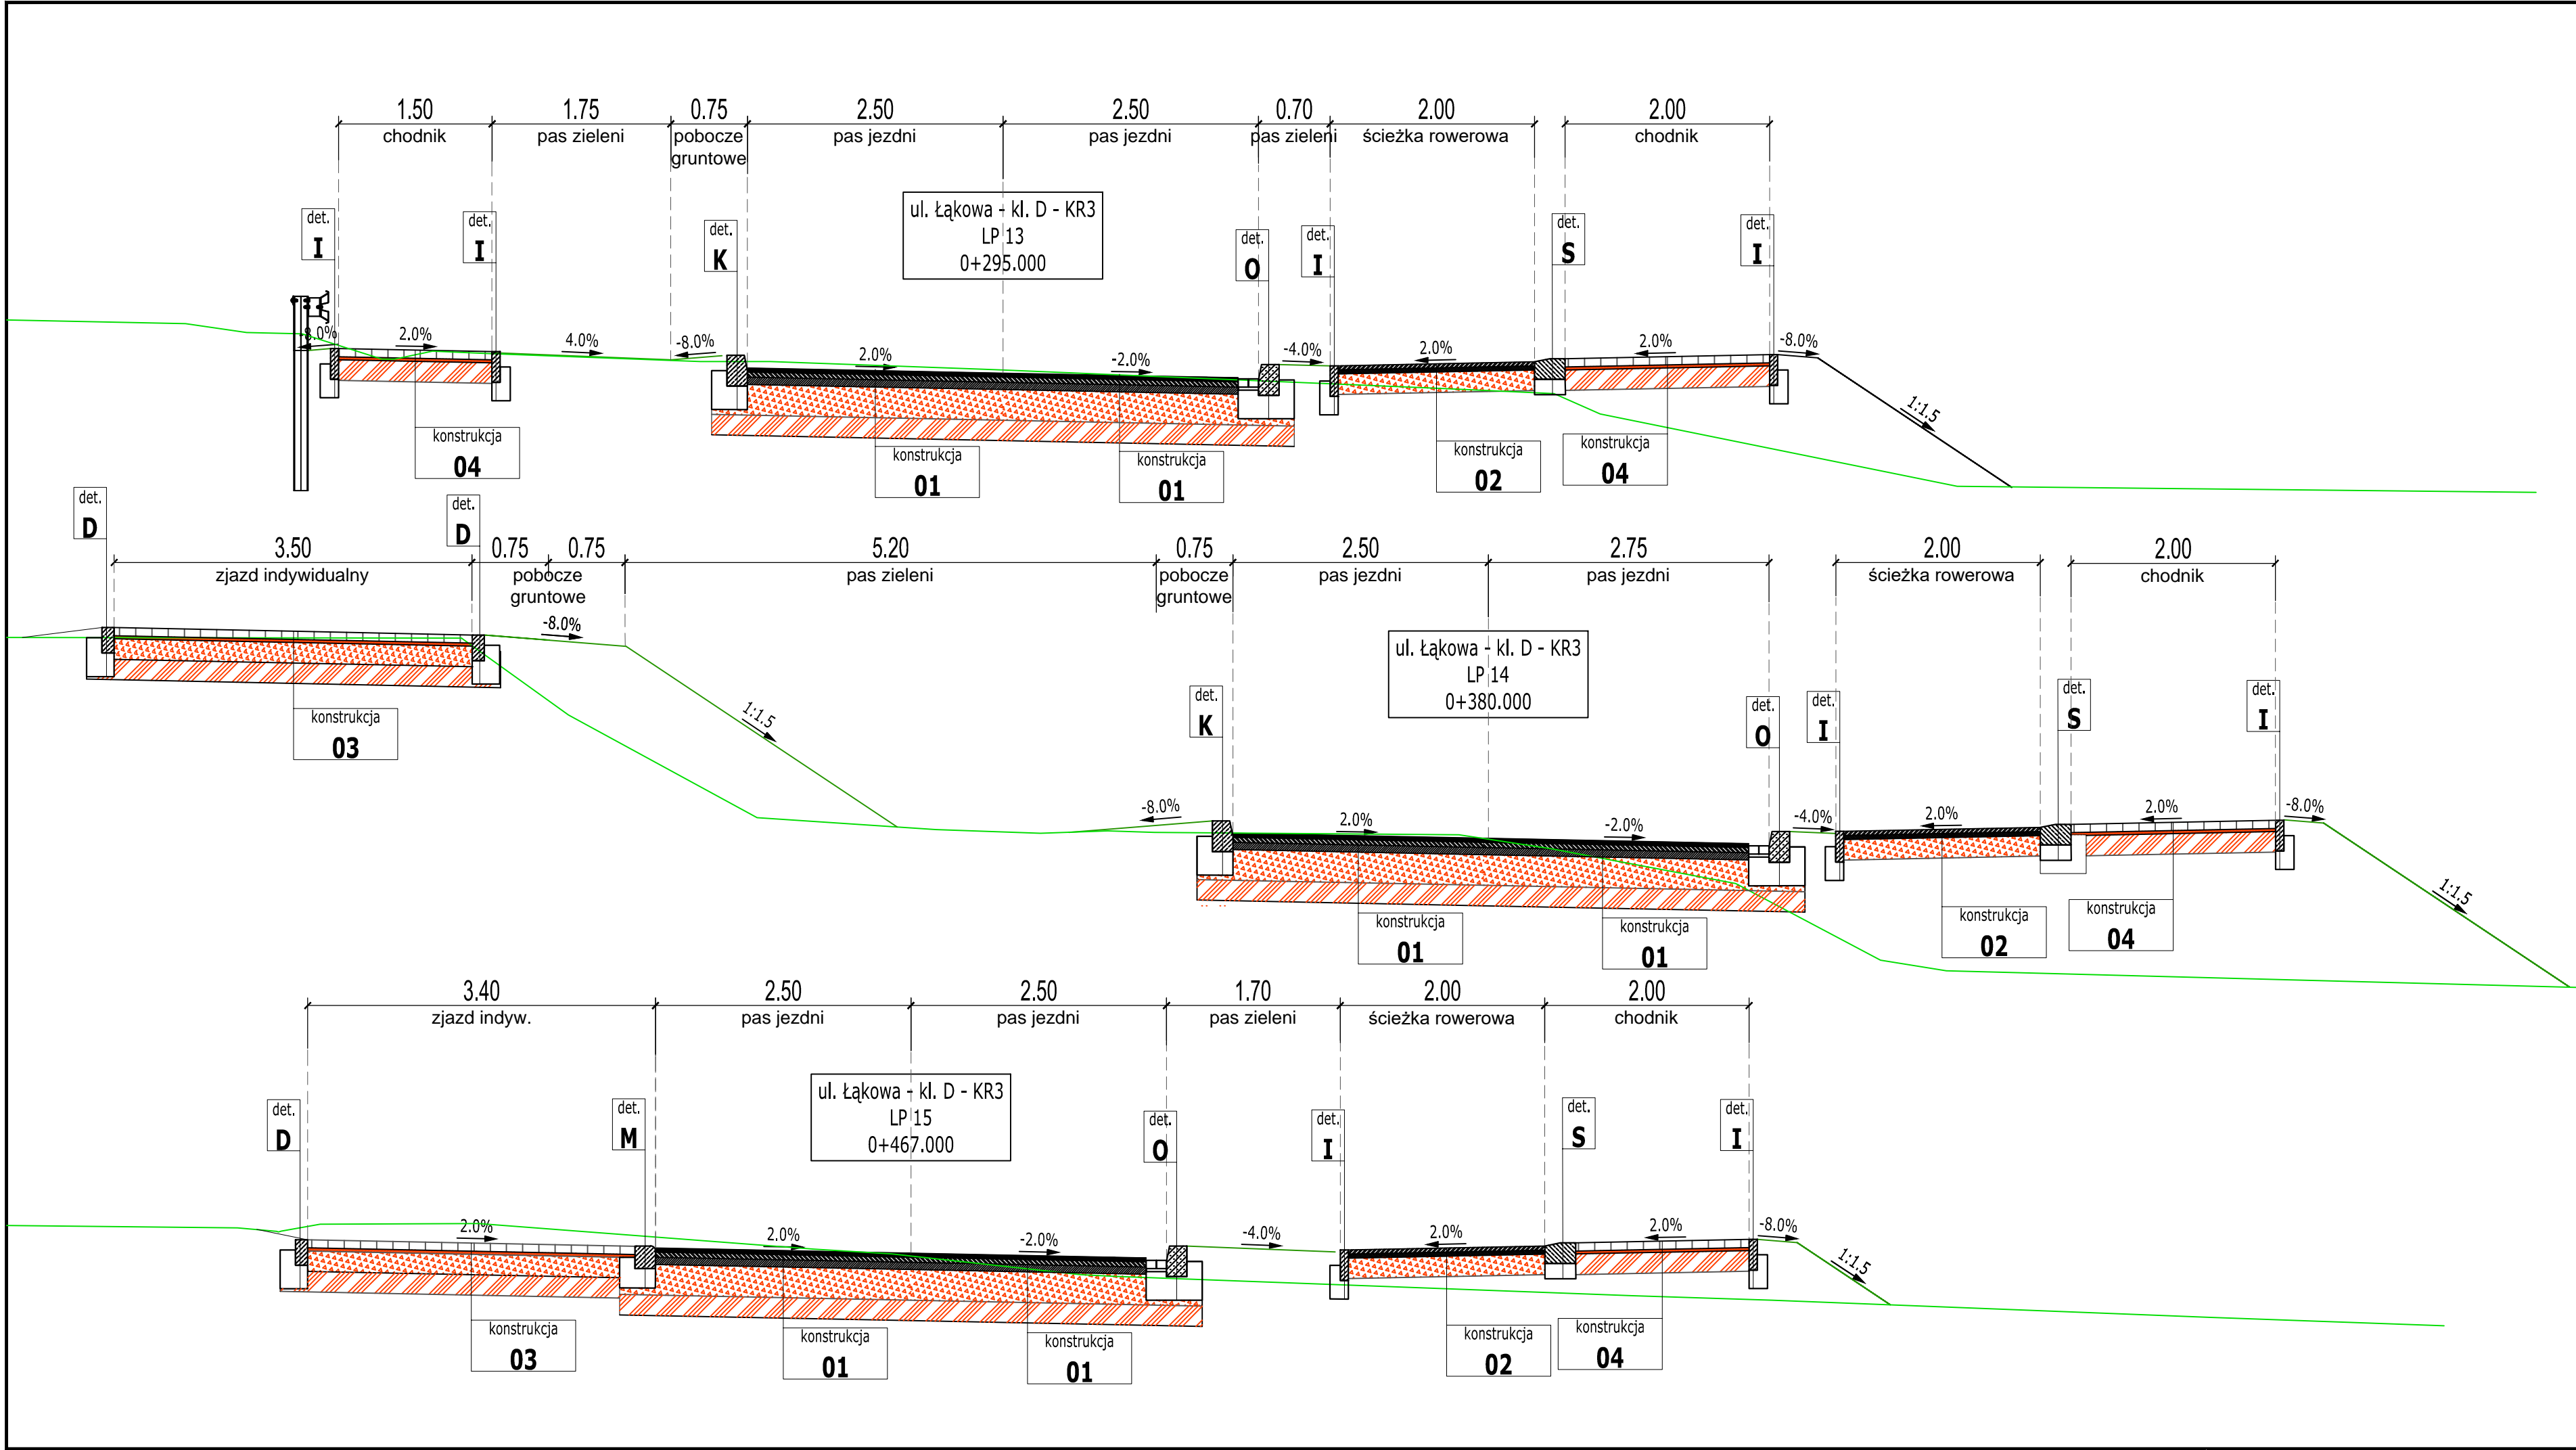 1.50 1.75 0.75 2.50 2.50 0.70 2.00 2.00
chodnik pas zieleni pobocze pas jezdni pas jezdni pas zieleni ścieżka rowerowa chodnik
gruntowe
ul. Łąkowa - kl. D - KR3
LP 13
0+295.000
det. det. det. det. det. det. det.
I I K O I S I
-8.0% 2.0% 4.0% -8.0% 2.0% -2.0% -4.0% 2.0% 2.0% -8.0%
1:1.5
konstrukcja konstrukcja konstrukcja konstrukcja konstrukcja
04 01 01 02 04
det. det.
D D
3.50 0.75 0.75 5.20 0.75 2.50 2.75 2.00 2.00
zjazd indywidualny pobocze pas zieleni pobocze pas jezdni pas jezdni ścieżka rowerowa chodnik
gruntowe gruntowe
-8.0%
ul. Łąkowa - kl. D - KR3
LP 14
0+380.000
det. det. det. det. det.
K O I S I
1:1.5
-8.0% 2.0% -2.0% -4.0% 2.0% 2.0% -8.0%
1:1.5
konstrukcja
03
konstrukcja konstrukcja konstrukcja konstrukcja
01 01 02 04
3.40 2.50 2.50 1.70 2.00 2.00
zjazd indyw. pas jezdni pas jezdni pas zieleni ścieżka rowerowa chodnik
ul. Łąkowa - kl. D - KR3
LP 15
0+467.000
det. det. det. det. det. det.
D M O I S I
2.0% 2.0% -2.0% -4.0% 2.0% 2.0% -8.0%
1:1.5
konstrukcja konstrukcja konstrukcja konstrukcja konstrukcja
03 01 01 02 04